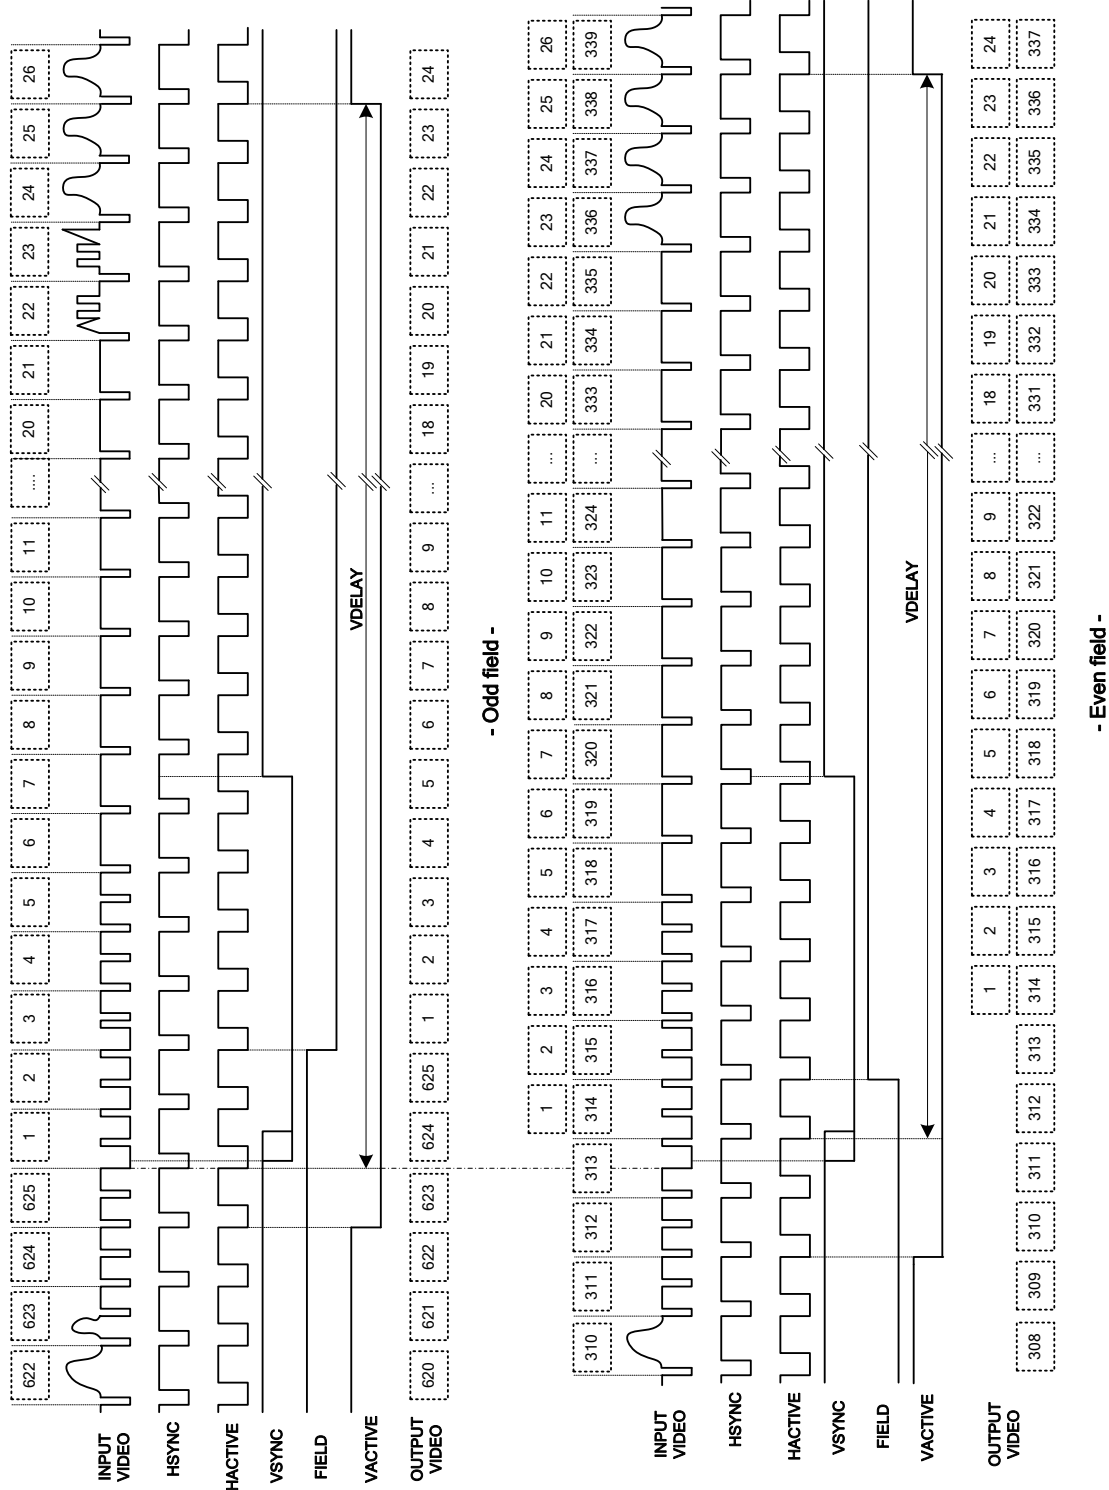 622 623 624 625 1 2 3 4 5 6 7 8 9 10 11 .... 20 21 22 23 24 25 26
INPUT
VIDEO
HSYNC
HACTIVE
VSYNC
FIELD
VACTIVE
VDELAY
OUTPUT
VIDEO
620 621 622 623 624 625 1 2 3 4 5 6 7 8 9 ... 18 19 20 21 22 23 24
- Odd field -
1 2 3 4 5 6 7 8 9 10 11 ... 20 21 22 23 24 25 26
310 311 312 313 314 315 316 317 318 319 320 321 322 323 324 ... 333 334 335 336 337 338 339
INPUT
VIDEO
HSYNC
HACTIVE
VSYNC
FIELD
VACTIVE
VDELAY
OUTPUT
VIDEO
1 2 3 4 5 6 7 8 9 ... 18 19 20 21 22 23 24
308 309 310 311 312 313 314 315 316 317 318 319 320 321 322 ... 331 332 333 334 335 336 337
- Even field -